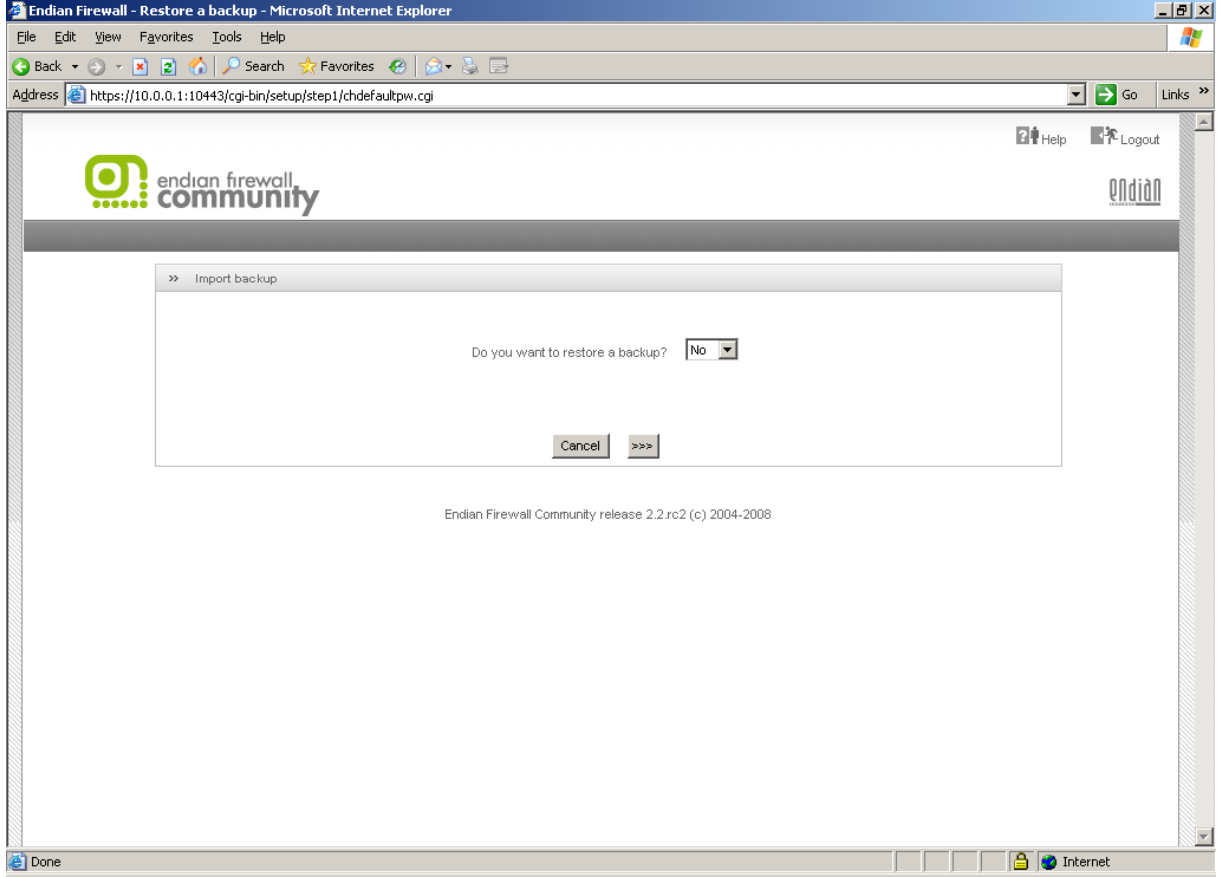 Endian Firewall - Restore a backup - Microsoft Internet Explorer
File Edit View Favorites Tools Help
Back Search Favorites
Address https://10.0.0.1:10443/cgi-bin/setup/step1/chdefaultpw.cgi Go Links »
Help Logout
endian firewall
community
endian
>> Import backup
Do you want to restore a backup? No
Cancel >>>
Endian Firewall Community release 2.2.rc2 (c) 2004-2008
Done Internet